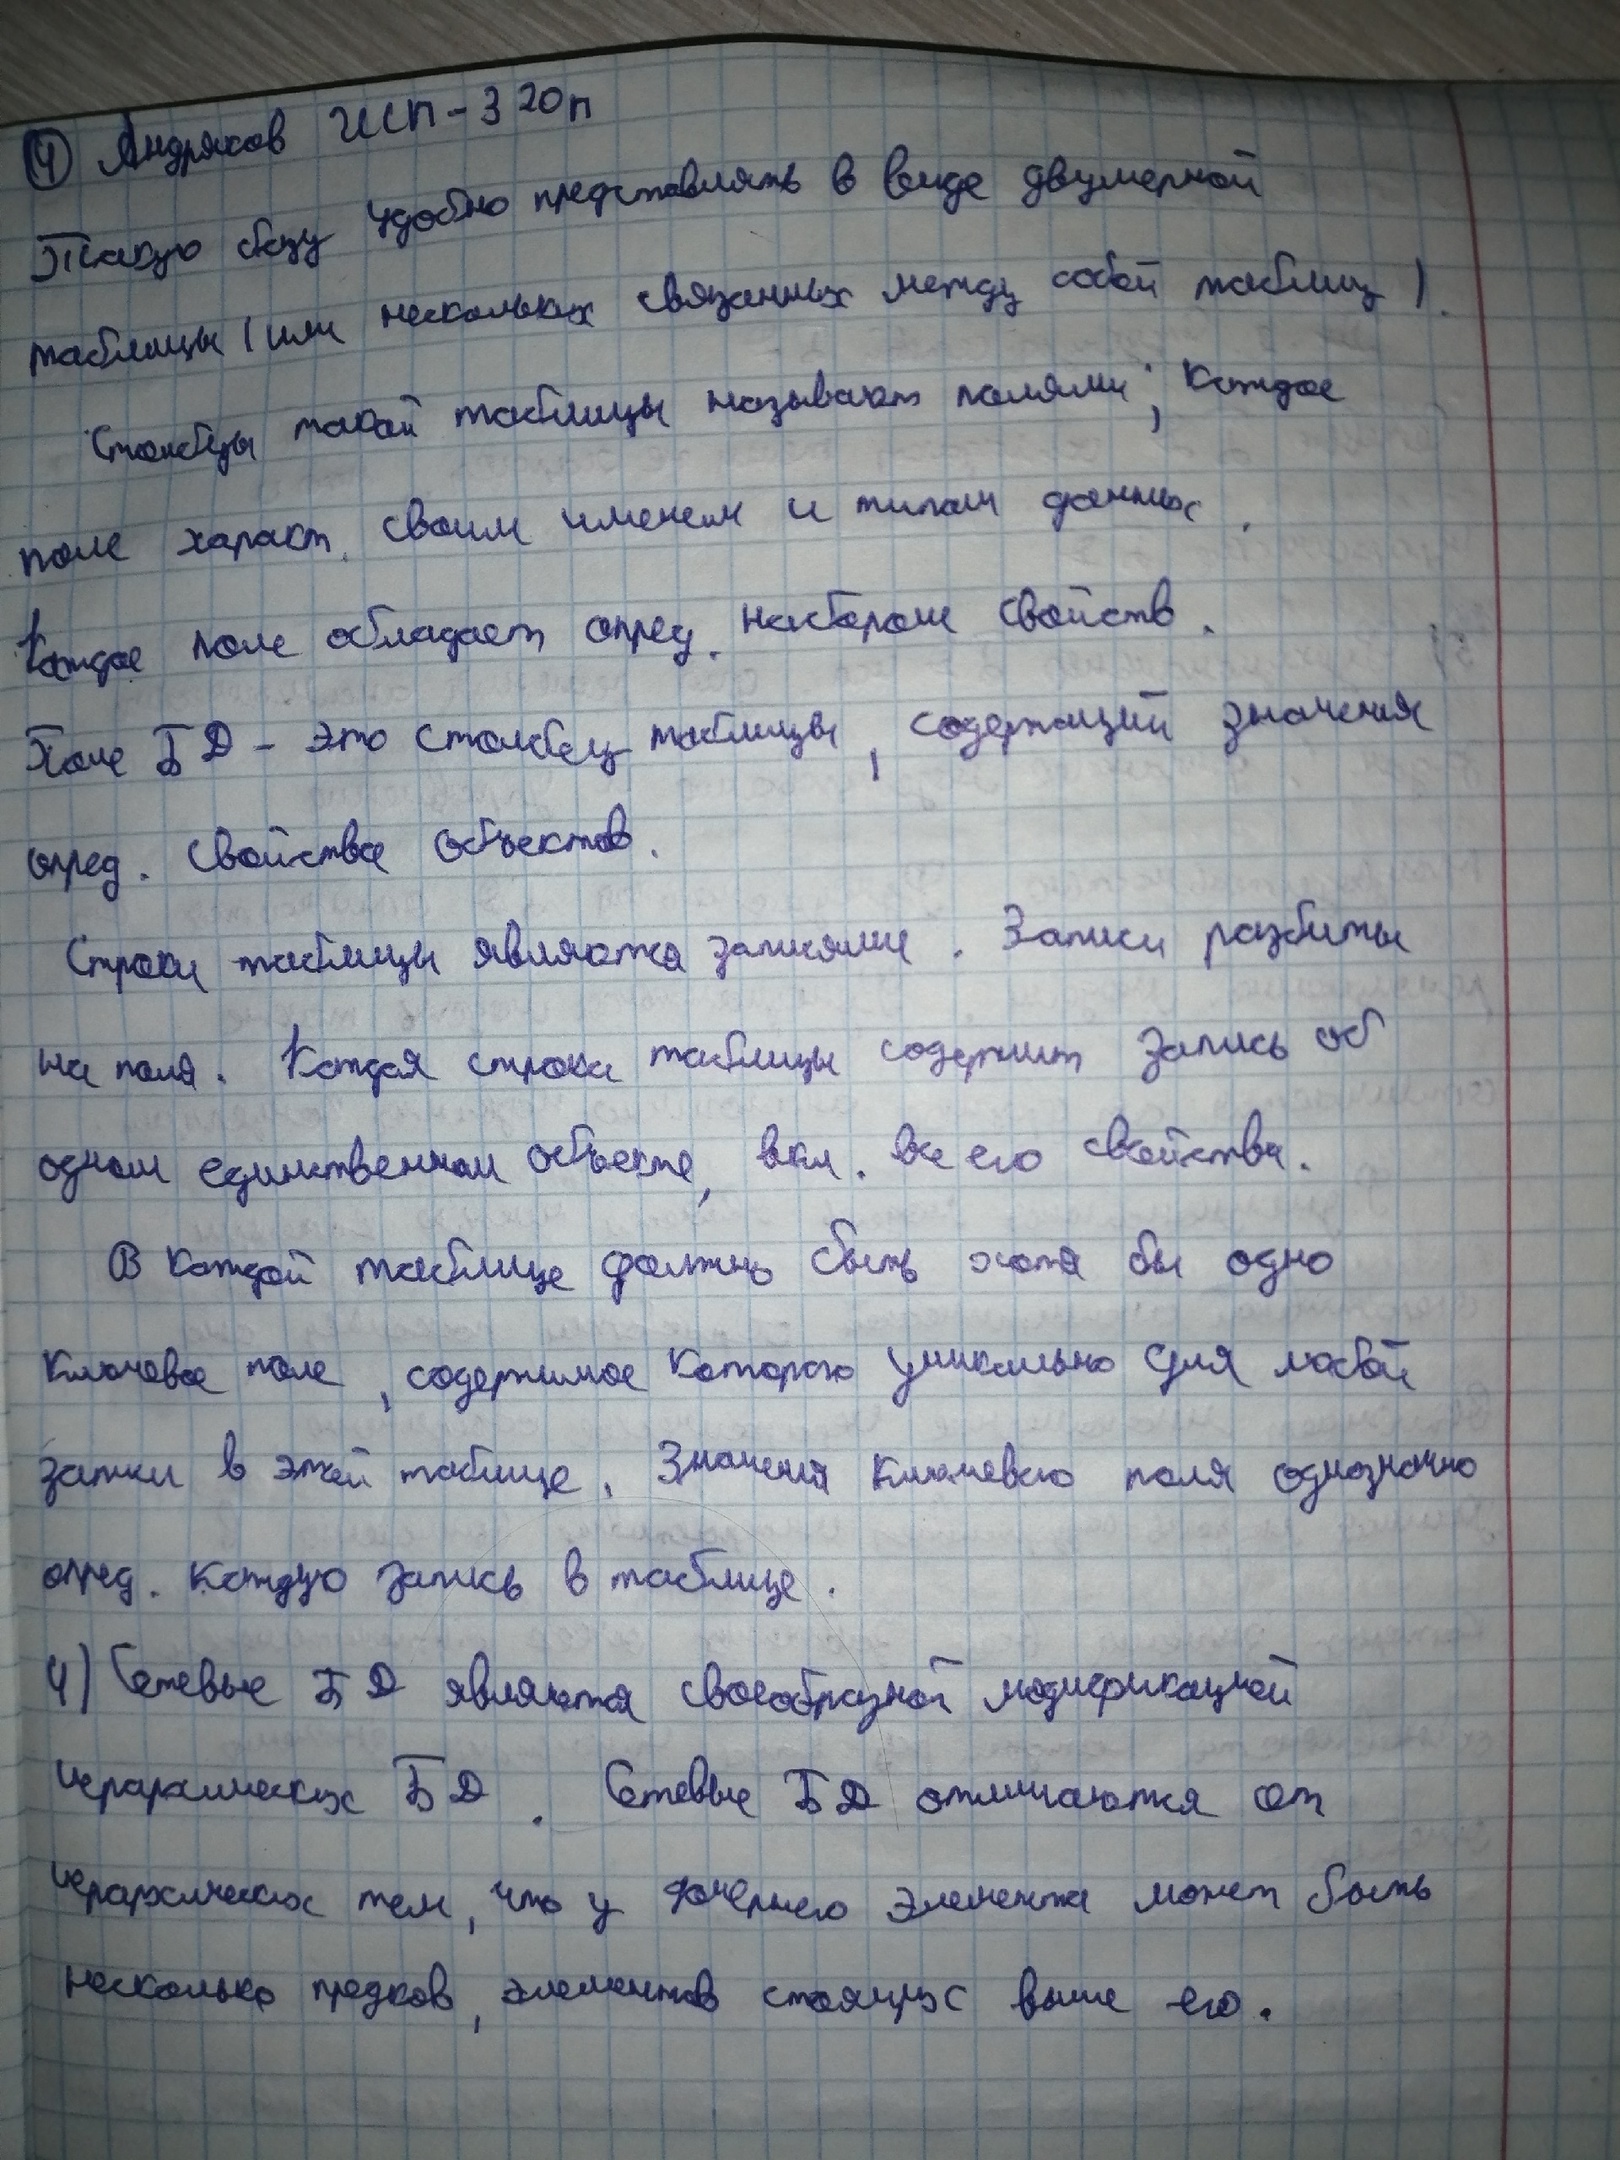 ④ Андряков ИСП-320п
Такую базу удобно представлять в виде двумерной
таблицы (или нескольких связанных между собой таблиц).
Столбцы такой таблицы называют полями; Каждое
поле характ. своим именем и типом данных.
Каждое поле обладает опред. набором свойств.
Поле БД - это столбец таблицы, содержащий значения
опред. свойства объектов.
Строки таблицы являются записями. Записи разбиты
на поля. Каждая строка таблицы содержит запись об
одном единственном объекте, вкл. все его свойства.
В каждой таблице должно быть хотя бы одно
ключевое поле, содержимое которого уникально для любой
записи в этой таблице. Значения ключевого поля однозначно
опред. каждую запись в таблице.
4) Сетевые БД являются своеобразной модификацией
иерархических БД. Сетевые БД отличаются от
иерархических тем, что у дочернего элемента может быть
несколько предков, элементов стоящих выше его.